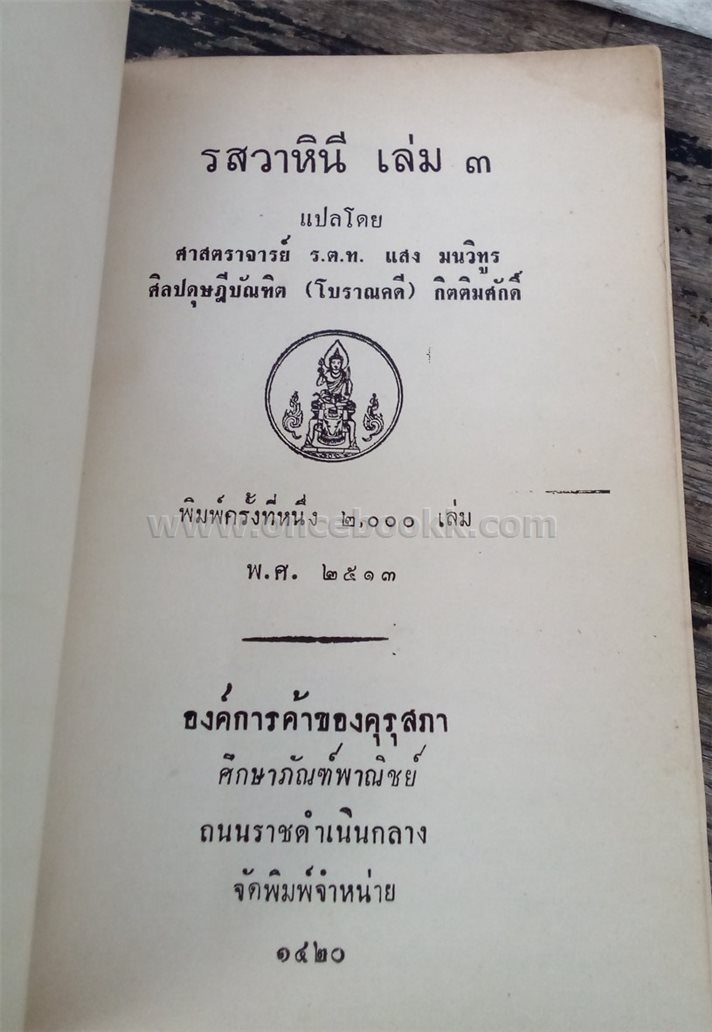 รสวาหินี เล่ม ๓
แปลโดย
ศาสตราจารย์ ร.ต.ท. แสง มนวิทูร
ศิลปดุษฎีบัณฑิต (โบราณคดี) กิตติมศักดิ์
พิมพ์ครั้งที่หนึ่ง ๒,๐๐๐ เล่ม
www.oncebookk.com
พ.ศ. ๒๕๑๓
องค์การค้าของคุรุสภา
ศึกษาภัณฑ์พาณิชย์
ถนนราชดำเนินกลาง
จัดพิมพ์จำหน่าย
๑๔๒๐